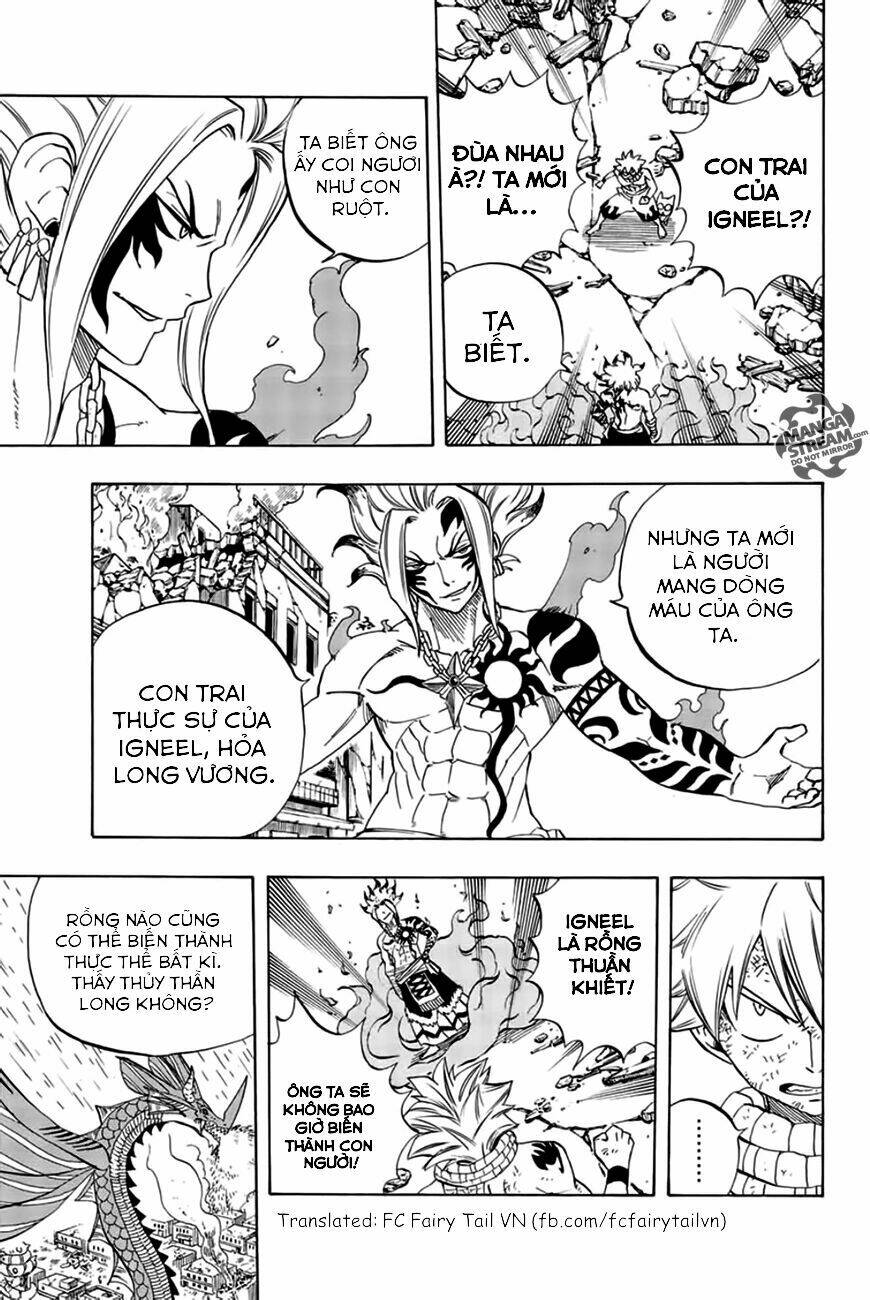 CON TRAI
CỦA
IGNEEL?!
ĐÙA NHAU
À?! TA MỚI
LÀ...
TA
BIẾT.
TA BIẾT ÔNG
ẤY COI NGƯƠI
NHƯ CON
RUỘT.
MANGA
STREAM.com
DO NOT MIRROR
NHƯNG TA MỚI
LÀ NGƯỜI
MANG DÒNG
MÁU CỦA ÔNG
TA.
CON TRAI
THỰC SỰ CỦA
IGNEEL, HỎA
LONG VƯƠNG.
.........
IGNEEL
LÀ RỒNG
THUẦN
KHIẾT!
ÔNG TA SẼ
KHÔNG BAO
GIỜ BIẾN
THÀNH CON
NGƯỜI!
RỒNG NÀO CŨNG
CÓ THỂ BIẾN THÀNH
THỰC THỂ BẤT KÌ.
THẤY THỦY THẦN
LONG KHÔNG?
Translated: FC Fairy Tail VN (fb.com/fcfairytailvn)